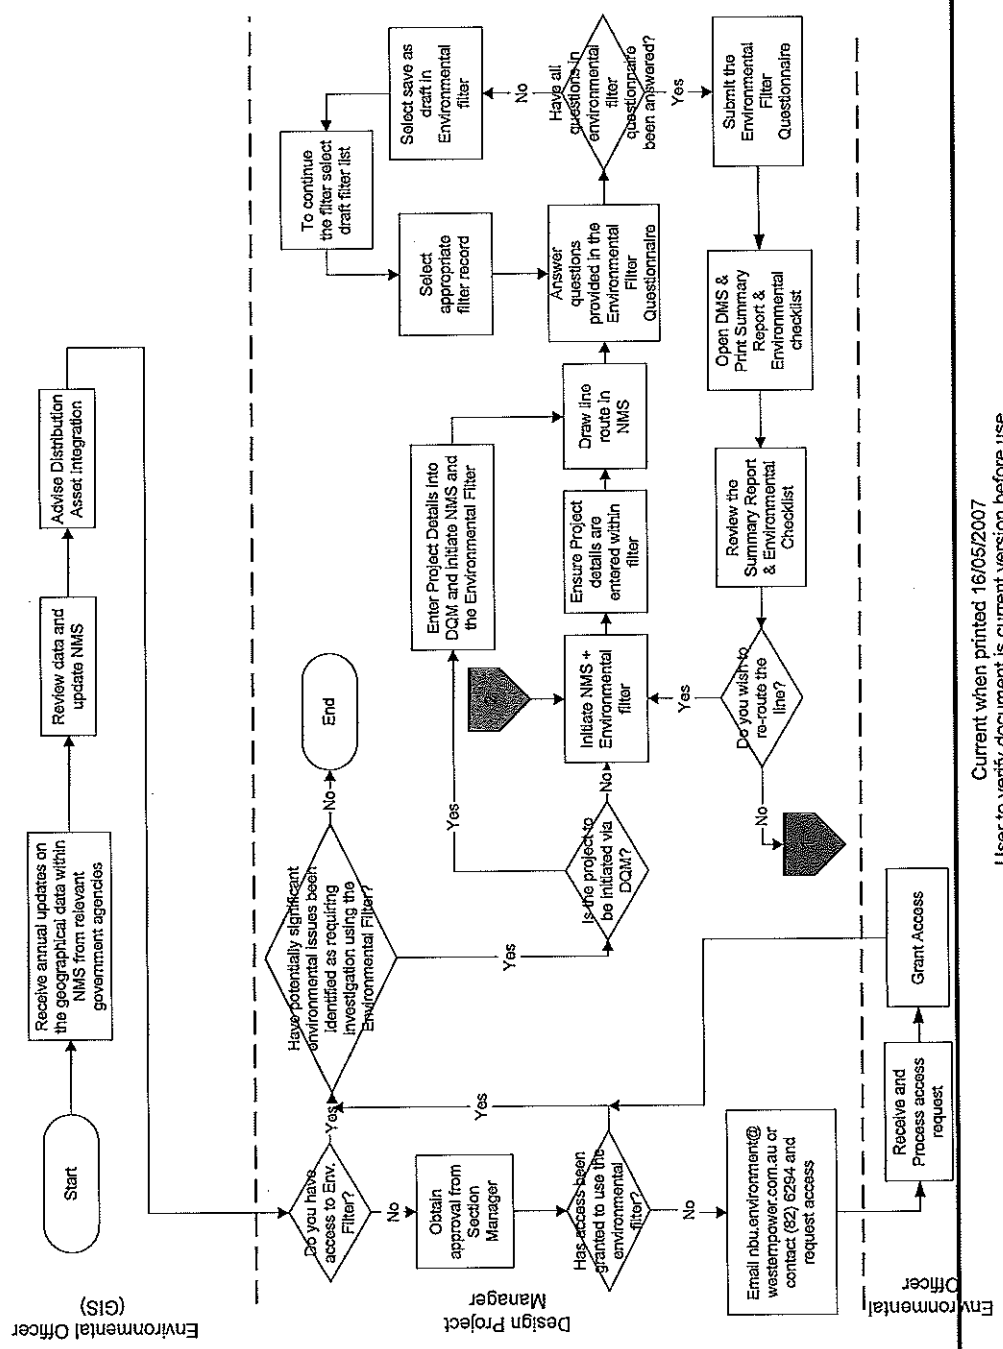 Environmental Officer
(GIS)
Start
Receive annual updates on
the geographical data within
NMS from relevant
government agencies
Review data and
update NMS
Advise Distribution
Asset Integration
Design Project
Manager
Do you have
access to Env.
Filter?
Yes
No
Have potentially significant
environmental issues been
identified as requiring
investigation using the
Environmental Filter?
No
End
Yes
Obtain
approval from
Section
Manager
Has access been
granted to use the
environmental
filter?
Yes
No
Email nbu.environment@
westernpower.com.au or
contact (82) 6294 and
request access
Is the project to
be initiated via
DQM?
Yes
No
Enter Project Details into
DQM and initiate NMS and
the Environmental Filter
Initiate NMS +
Environmental
filter
Ensure Project
details are
entered within
filter
Draw line
route in
NMS
To continue
the filter select
draft filter list
Select
appropriate
filter record
Select save as
draft in
Environmental
filter
Answer
questions
provided in the
Environmental
Filter
Questionnaire
Have all
questions in
environmental
filter
questionnaire
been answered?
No
Yes
Submit the
Environmental
Filter
Questionnaire
Open DMS &
Print Summary
Report &
Environmental
checklist
Review the
Summary Report
& Environmental
Checklist
Do you wish to
re-route the
line?
Yes
No
Environmental
Officer
Receive and
Process access
request
Grant Access
Current when printed 16/05/2007
User to verify document is current version before use